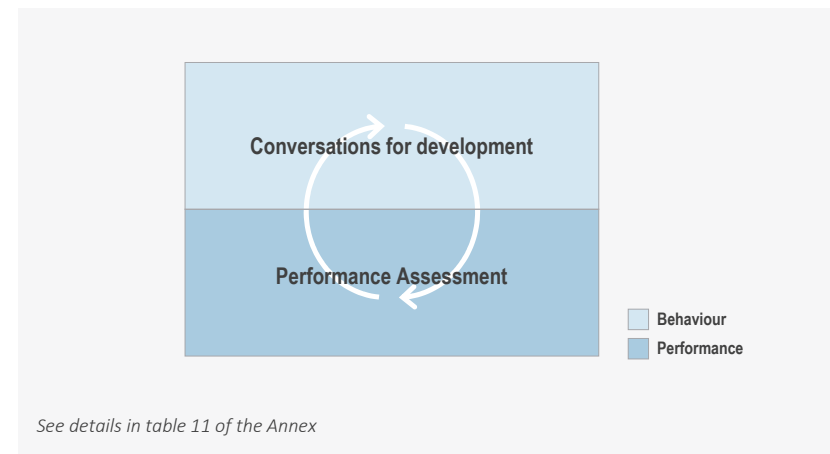 Conversations for development
Performance Assessment
Behaviour
Performance
See details in table 11 of the Annex